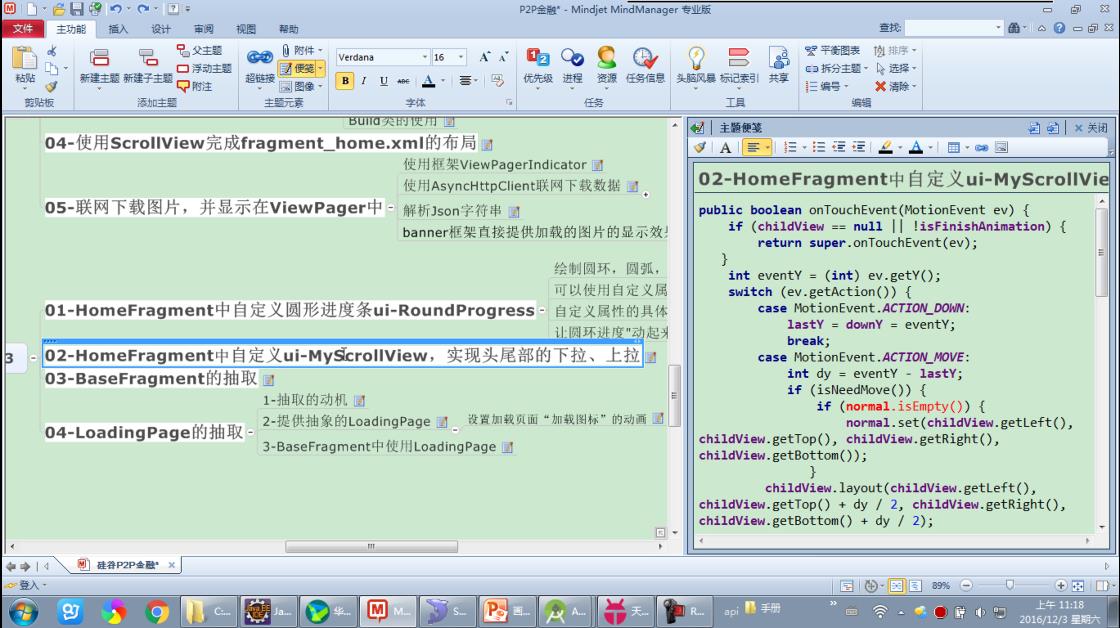 P2P金融* - Mindjet MindManager 专业版
文件 主功能 插入 设计 审阅 视图 帮助 查找:
粘贴
剪贴板
新建主题 新建子主题 父主题 浮动主题 附注
添加主题
超链接 附件 便笺 图像
主题元素
Verdana 16
B I U ABC A
字体
优先级 进程 资源 任务信息
任务
头脑风暴 标记索引 共享
工具
平衡图表 排序
拆分主题 选择
编号 清除
编辑
Build类的使用
04-使用ScrollView完成fragment_home.xml的布局
使用框架ViewPagerIndicator
使用AsyncHttpClient联网下载数据
05-联网下载图片，并显示在ViewPager中
解析Json字符串
banner框架直接提供加载的图片的显示效果
绘制圆环，圆弧，
可以使用自定义属
01-HomeFragment中自定义圆形进度条ui-RoundProgress
自定义属性的具体
让圆环进度"动起来
3
02-HomeFragment中自定义ui-MyScrollView，实现头尾部的下拉、上拉
03-BaseFragment的抽取
1-抽取的动机
2-提供抽象的LoadingPage
设置加载页面“加载图标”的动画
04-LoadingPage的抽取
3-BaseFragment中使用LoadingPage
主题便笺
关闭
02-HomeFragment中自定义ui-MyScrollVie
public boolean onTouchEvent(MotionEvent ev) {
if (childView == null || !isFinishAnimation) {
return super.onTouchEvent(ev);
}
int eventY = (int) ev.getY();
switch (ev.getAction()) {
case MotionEvent.ACTION_DOWN:
lastY = downY = eventY;
break;
case MotionEvent.ACTION_MOVE:
int dy = eventY - lastY;
if (isNeedMove()) {
if (normal.isEmpty()) {
normal.set(childView.getLeft(),
childView.getTop(), childView.getRight(),
childView.getBottom());
}
childView.layout(childView.getLeft(),
childView.getTop() + dy / 2, childView.getRight(),
childView.getBottom() + dy / 2);
硅谷P2P金融*
登入
89%
C:... Ja... 华... M... S... 画... A... 天... R...
api 手册
上午 11:18
2016/12/3 星期六